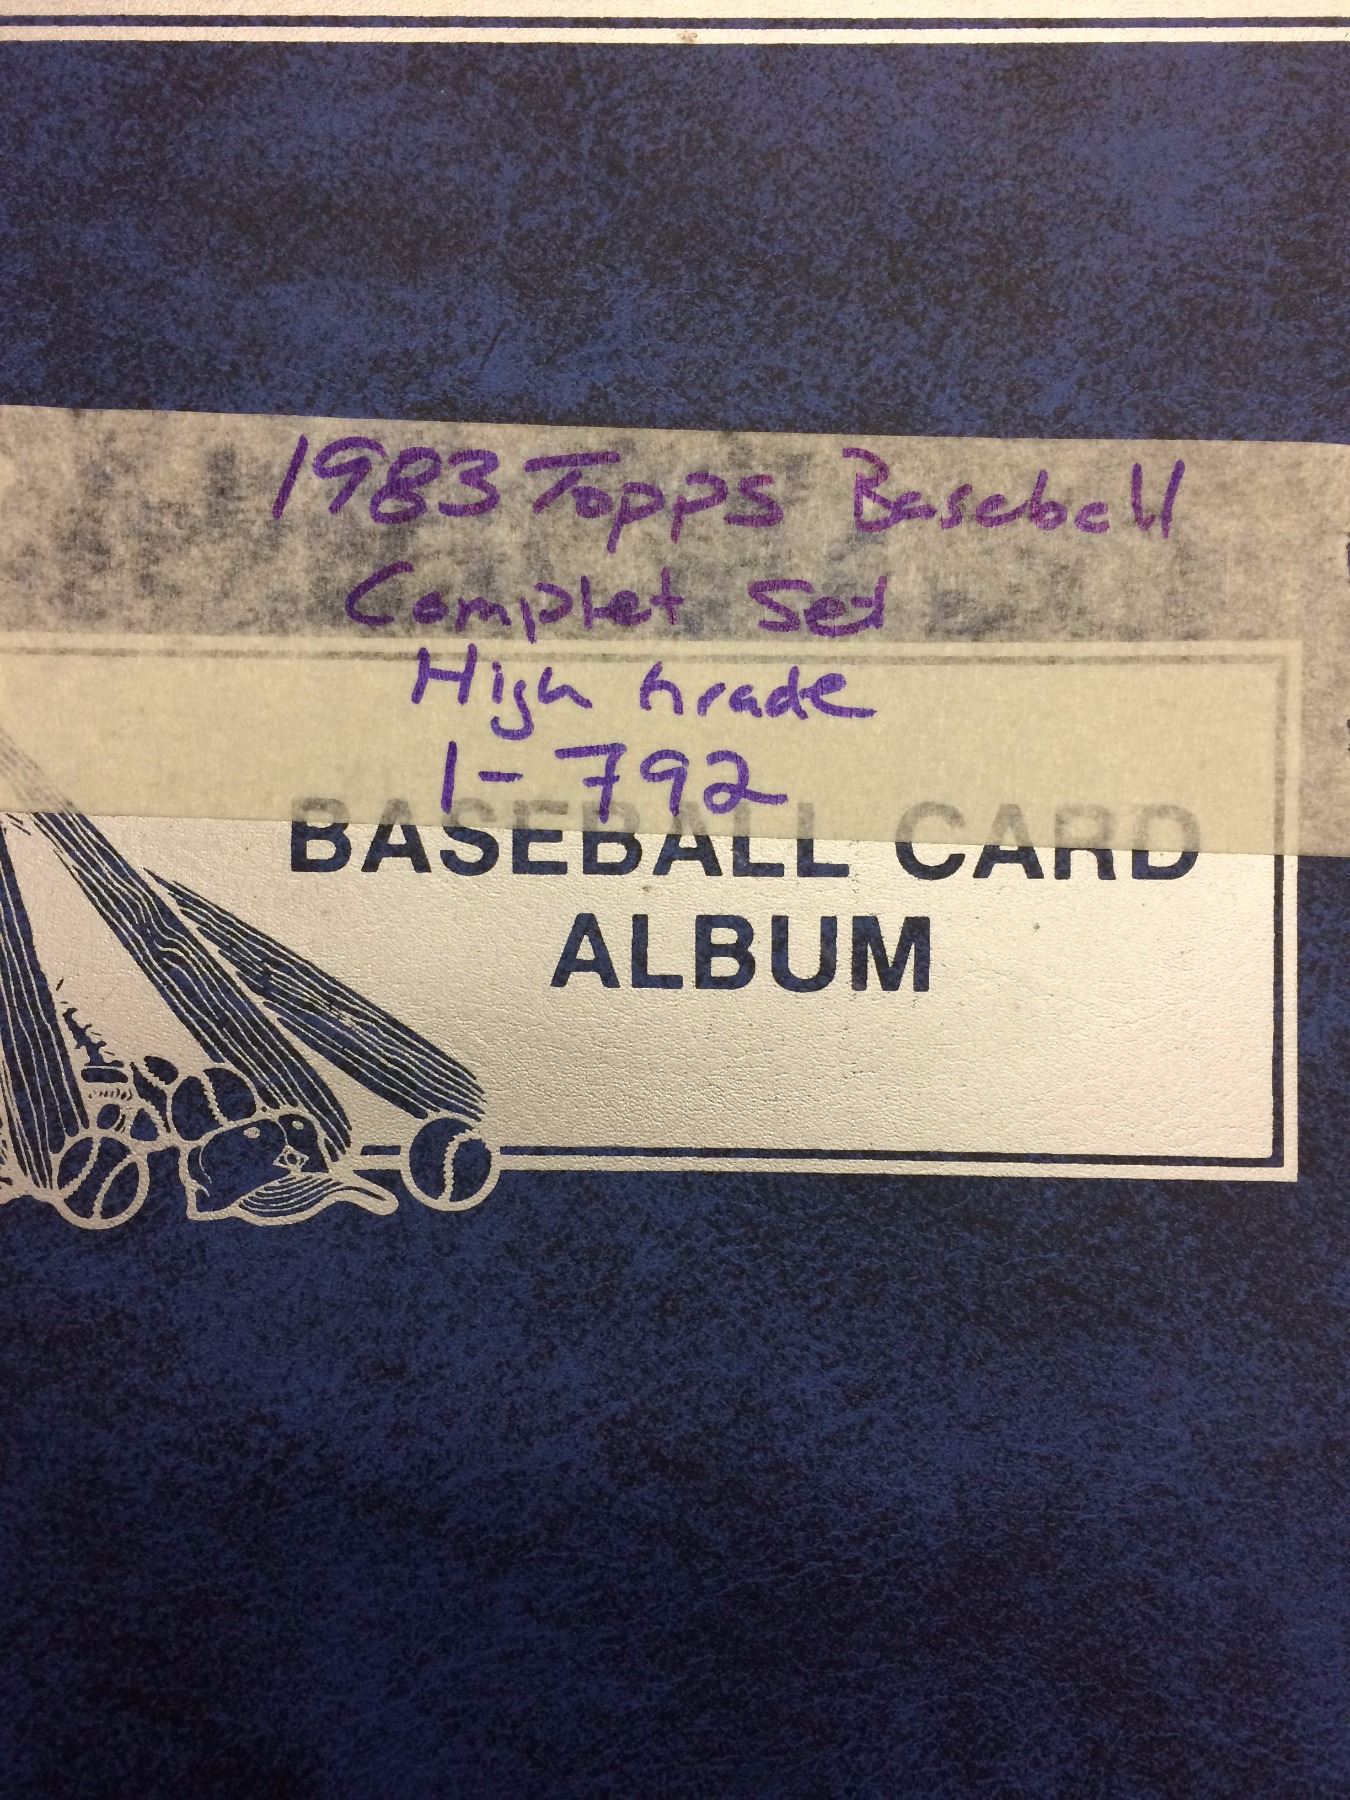 1983 Topps Baseball
Complet Set
High Grade
1-792
BASEBALL CARD
ALBUM